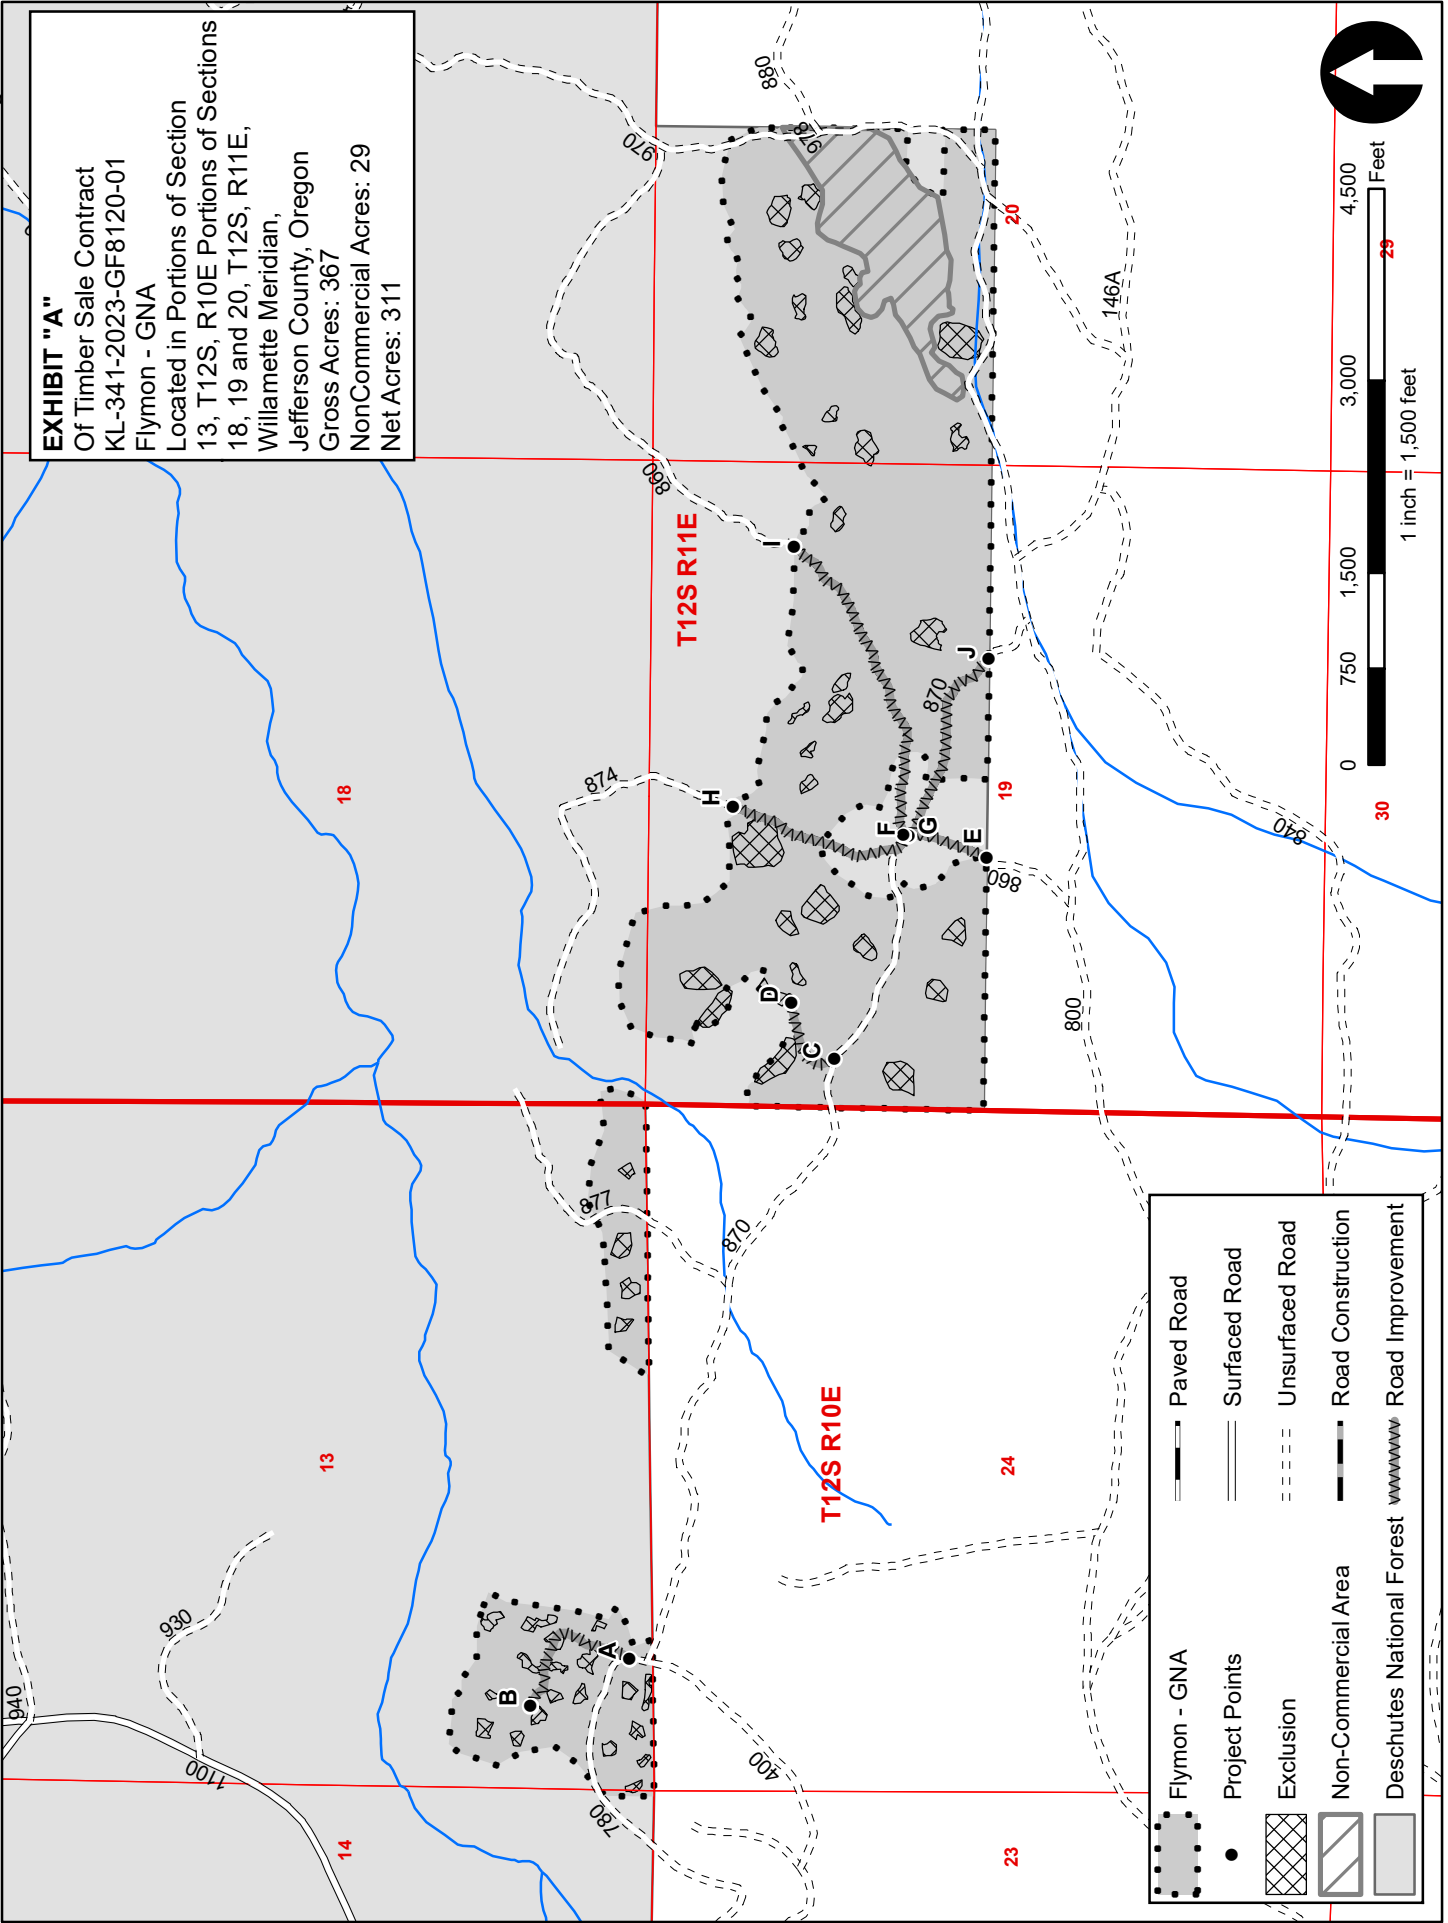 EXHIBIT "A"
Of Timber Sale Contract
KL-341-2023-GF8120-01
Flymon - GNA
Located in Portions of Section
13, T12S, R10E Portions of Sections
18, 19 and 20, T12S, R11E,
Willamette Meridian,
Jefferson County, Oregon
Gross Acres: 367
NonCommercial Acres: 29
Net Acres: 311
940
1100
930
14
13
18
B
A
780
400
877
870
874
860
970
880
978
T12S R11E
T12S R10E
H
I
D
C
F
G
E
J
870
860
19
20
146A
800
840
23
24
30
29
Flymon - GNA
Project Points
Exclusion
Non-Commercial Area
Deschutes National Forest
Paved Road
Surfaced Road
Unsurfaced Road
Road Construction
Road Improvement
0 750 1,500 3,000 4,500
Feet
1 inch = 1,500 feet